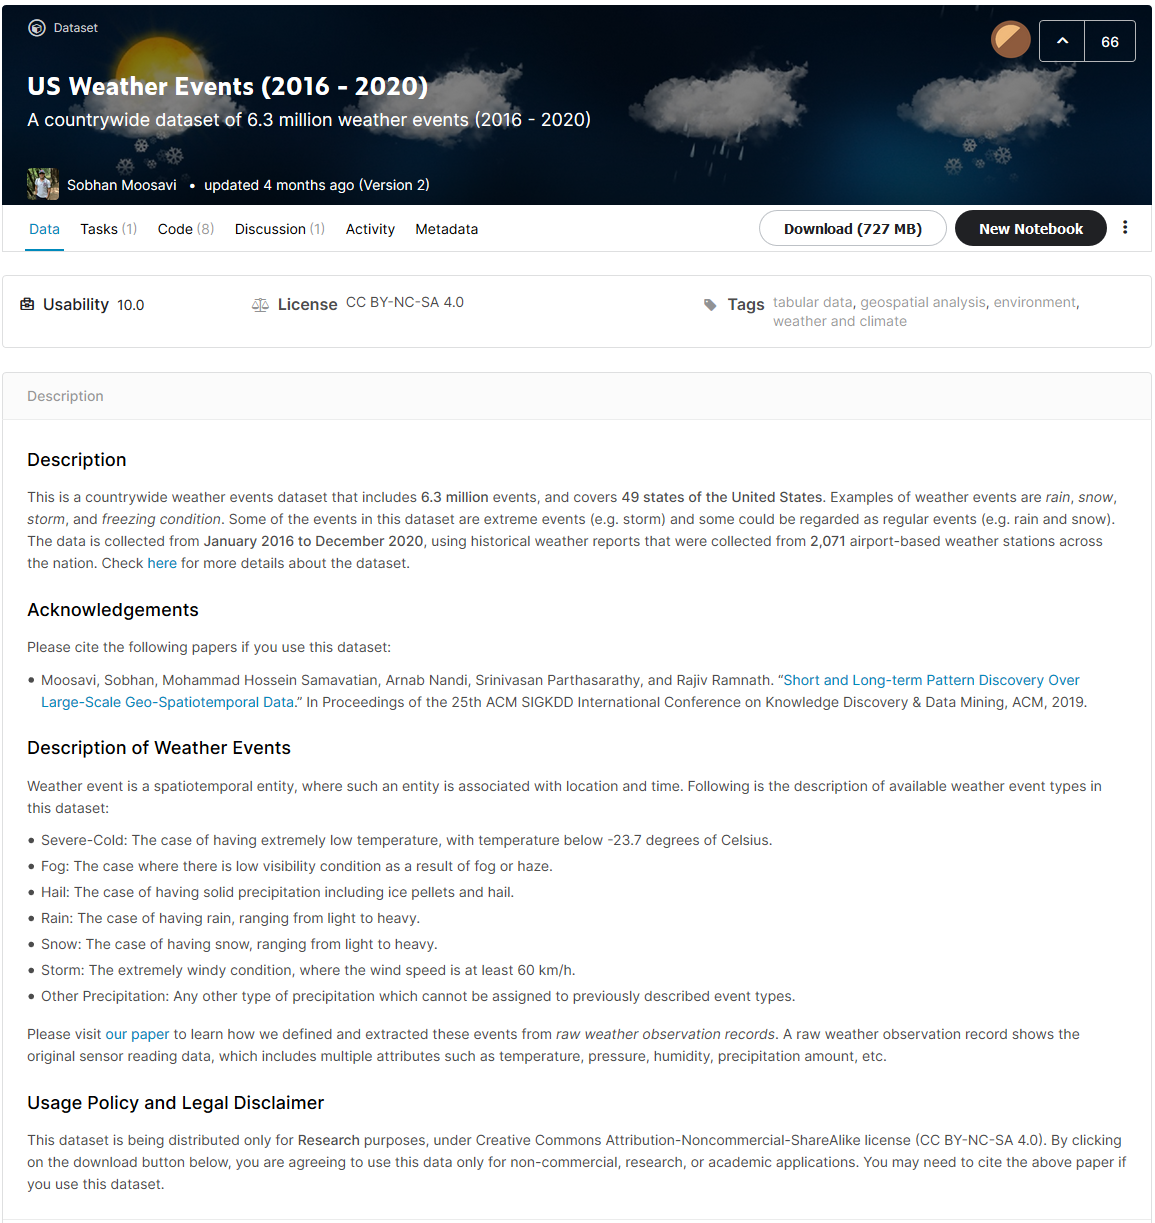 Dataset
66
US Weather Events (2016 - 2020)
A countrywide dataset of 6.3 million weather events (2016 - 2020)
Sobhan Moosavi • updated 4 months ago (Version 2)
Data Tasks (1) Code (8) Discussion (1) Activity Metadata Download (727 MB) New Notebook
Usability 10.0 License CC BY-NC-SA 4.0 Tags tabular data, geospatial analysis, environment,
weather and climate
Description
Description
This is a countrywide weather events dataset that includes 6.3 million events, and covers 49 states of the United States. Examples of weather events are rain, snow,
storm, and freezing condition. Some of the events in this dataset are extreme events (e.g. storm) and some could be regarded as regular events (e.g. rain and snow).
The data is collected from January 2016 to December 2020, using historical weather reports that were collected from 2,071 airport-based weather stations across
the nation. Check here for more details about the dataset.
Acknowledgements
Please cite the following papers if you use this dataset:
• Moosavi, Sobhan, Mohammad Hossein Samavatian, Arnab Nandi, Srinivasan Parthasarathy, and Rajiv Ramnath. “Short and Long-term Pattern Discovery Over
Large-Scale Geo-Spatiotemporal Data.” In Proceedings of the 25th ACM SIGKDD International Conference on Knowledge Discovery & Data Mining, ACM, 2019.
Description of Weather Events
Weather event is a spatiotemporal entity, where such an entity is associated with location and time. Following is the description of available weather event types in
this dataset:
• Severe-Cold: The case of having extremely low temperature, with temperature below -23.7 degrees of Celsius.
• Fog: The case where there is low visibility condition as a result of fog or haze.
• Hail: The case of having solid precipitation including ice pellets and hail.
• Rain: The case of having rain, ranging from light to heavy.
• Snow: The case of having snow, ranging from light to heavy.
• Storm: The extremely windy condition, where the wind speed is at least 60 km/h.
• Other Precipitation: Any other type of precipitation which cannot be assigned to previously described event types.
Please visit our paper to learn how we defined and extracted these events from raw weather observation records. A raw weather observation record shows the
original sensor reading data, which includes multiple attributes such as temperature, pressure, humidity, precipitation amount, etc.
Usage Policy and Legal Disclaimer
This dataset is being distributed only for Research purposes, under Creative Commons Attribution-Noncommercial-ShareAlike license (CC BY-NC-SA 4.0). By clicking
on the download button below, you are agreeing to use this data only for non-commercial, research, or academic applications. You may need to cite the above paper if
you use this dataset.